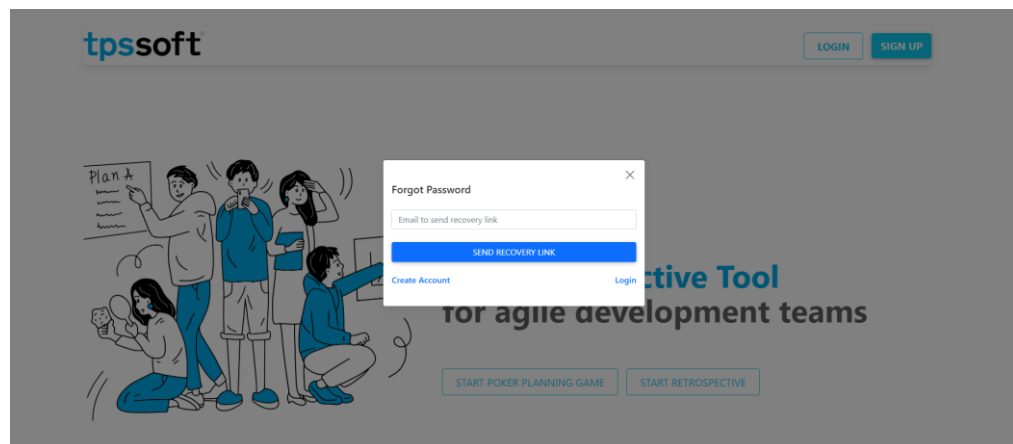 tpssoft
LOGIN
SIGN UP
Plan A
Forgot Password
Email to send recovery link
SEND RECOVERY LINK
Create Account
Login
ctive Tool
for agile development teams
START POKER PLANNING GAME
START RETROSPECTIVE